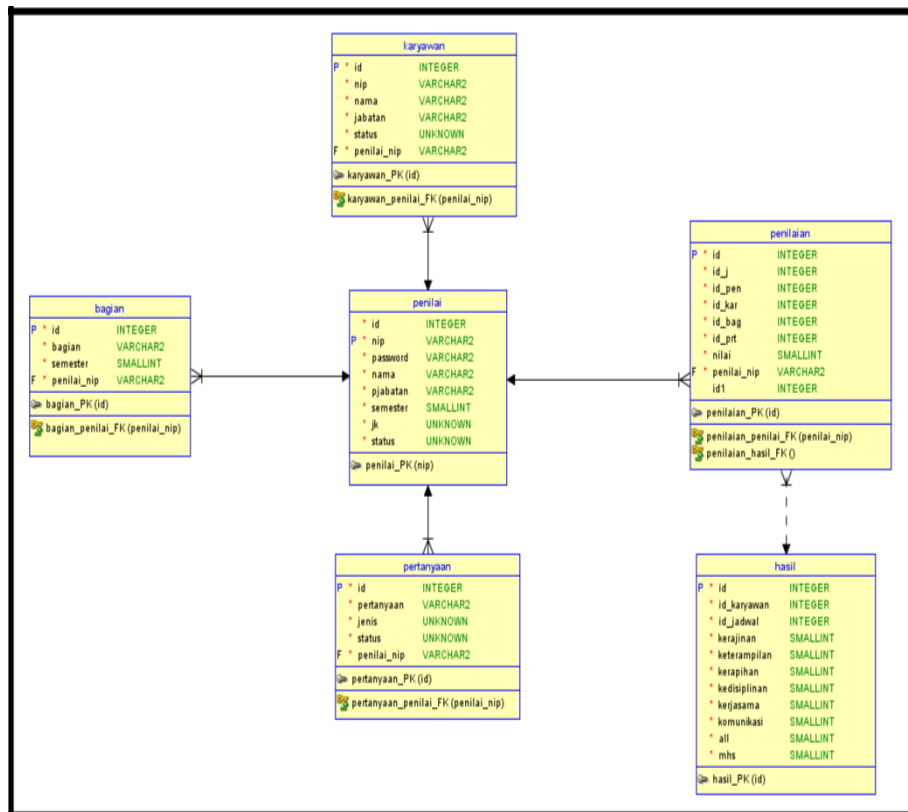 karyawan
P * id INTEGER
* nip VARCHAR2
* nama VARCHAR2
* jabatan VARCHAR2
* status UNKNOWN
F * penilai_nip VARCHAR2
karyawan_PK (id)
karyawan_penilai_FK (penilai_nip)
bagian
P * id INTEGER
* bagian VARCHAR2
* semester SMALLINT
F * penilai_nip VARCHAR2
bagian_PK (id)
bagian_penilai_FK (penilai_nip)
penilai
* id INTEGER
P * nip VARCHAR2
* password VARCHAR2
* nama VARCHAR2
* pjabatan VARCHAR2
* semester SMALLINT
* jk UNKNOWN
* status UNKNOWN
penilai_PK (nip)
penilaian
P * id INTEGER
* id_j INTEGER
* id_pen INTEGER
* id_kar INTEGER
* id_bag INTEGER
* id_prt INTEGER
* nilai SMALLINT
F * penilai_nip VARCHAR2
id1 INTEGER
penilaian_PK (id)
penilaian_penilai_FK (penilai_nip)
penilaian_hasil_FK ()
pertanyaan
P * id INTEGER
* pertanyaan VARCHAR2
* jenis UNKNOWN
* status UNKNOWN
F * penilai_nip VARCHAR2
pertanyaan_PK (id)
pertanyaan_penilai_FK (penilai_nip)
hasil
P * id INTEGER
* id_karyawan INTEGER
* id_jadwal INTEGER
* kerajinan SMALLINT
* keterampilan SMALLINT
* kerapihan SMALLINT
* kedisiplinan SMALLINT
* kerjasama SMALLINT
* komunikasi SMALLINT
* all SMALLINT
* mhs SMALLINT
hasil_PK (id)